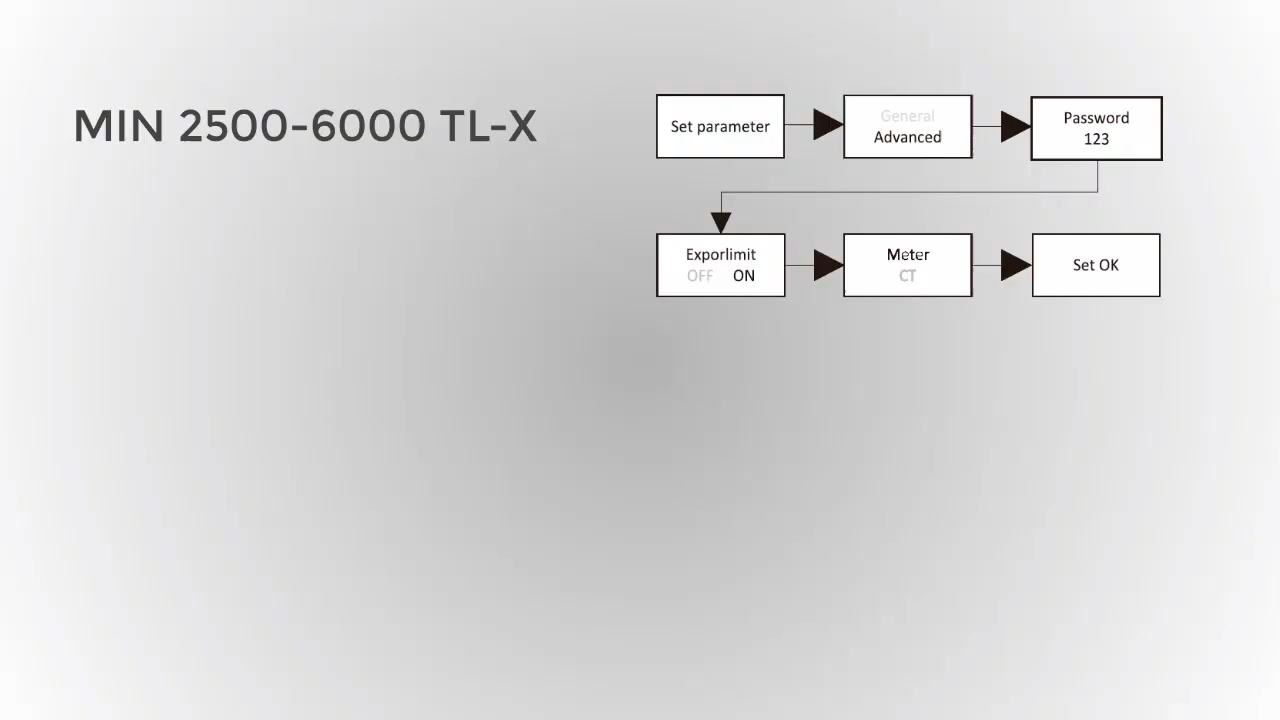 MIN 2500-6000 TL-X
Set parameter
General
Advanced
Password
123
Exporlimit
OFF ON
Meter
CT
Set OK